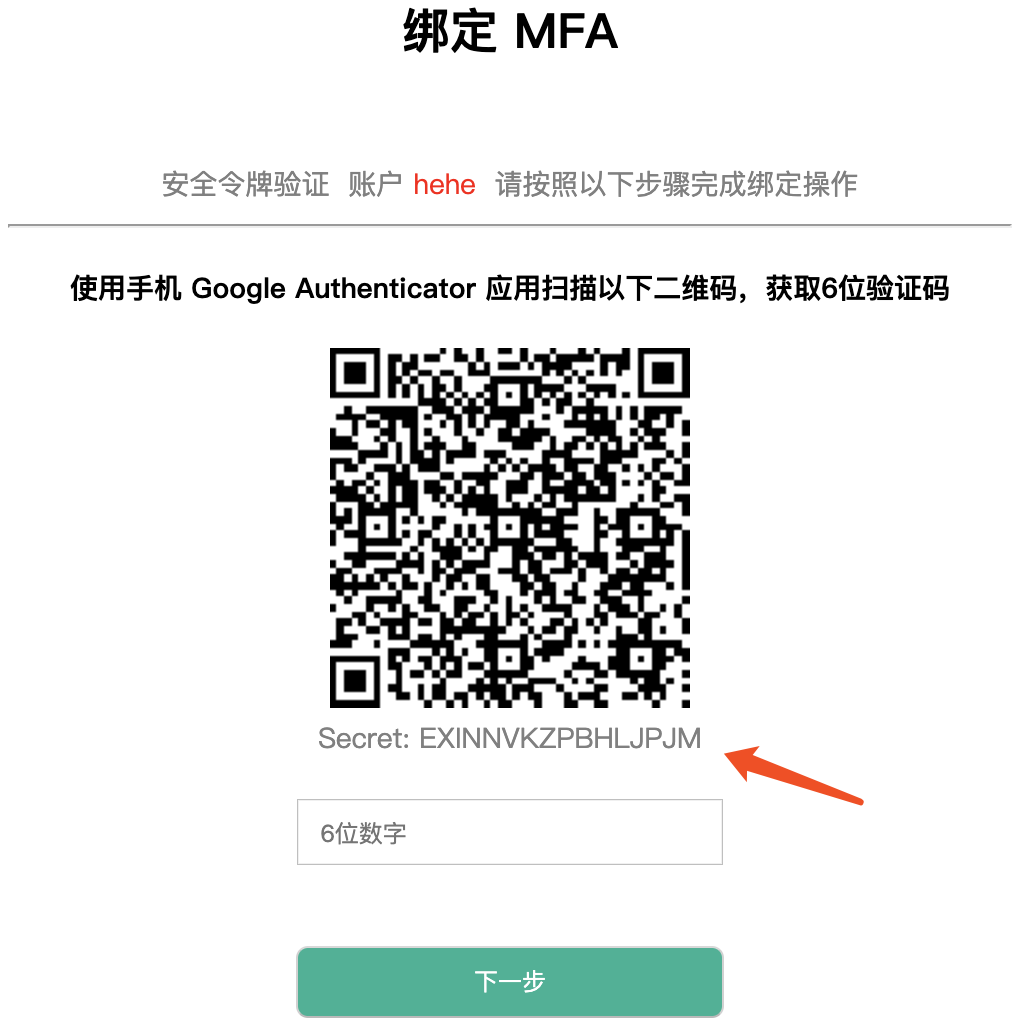 绑定 MFA
安全令牌验证 账户 hehe 请按照以下步骤完成绑定操作
使用手机 Google Authenticator 应用扫描以下二维码，获取6位验证码
Secret: EXINNVKZPBHLJPJM
6位数字
下一步